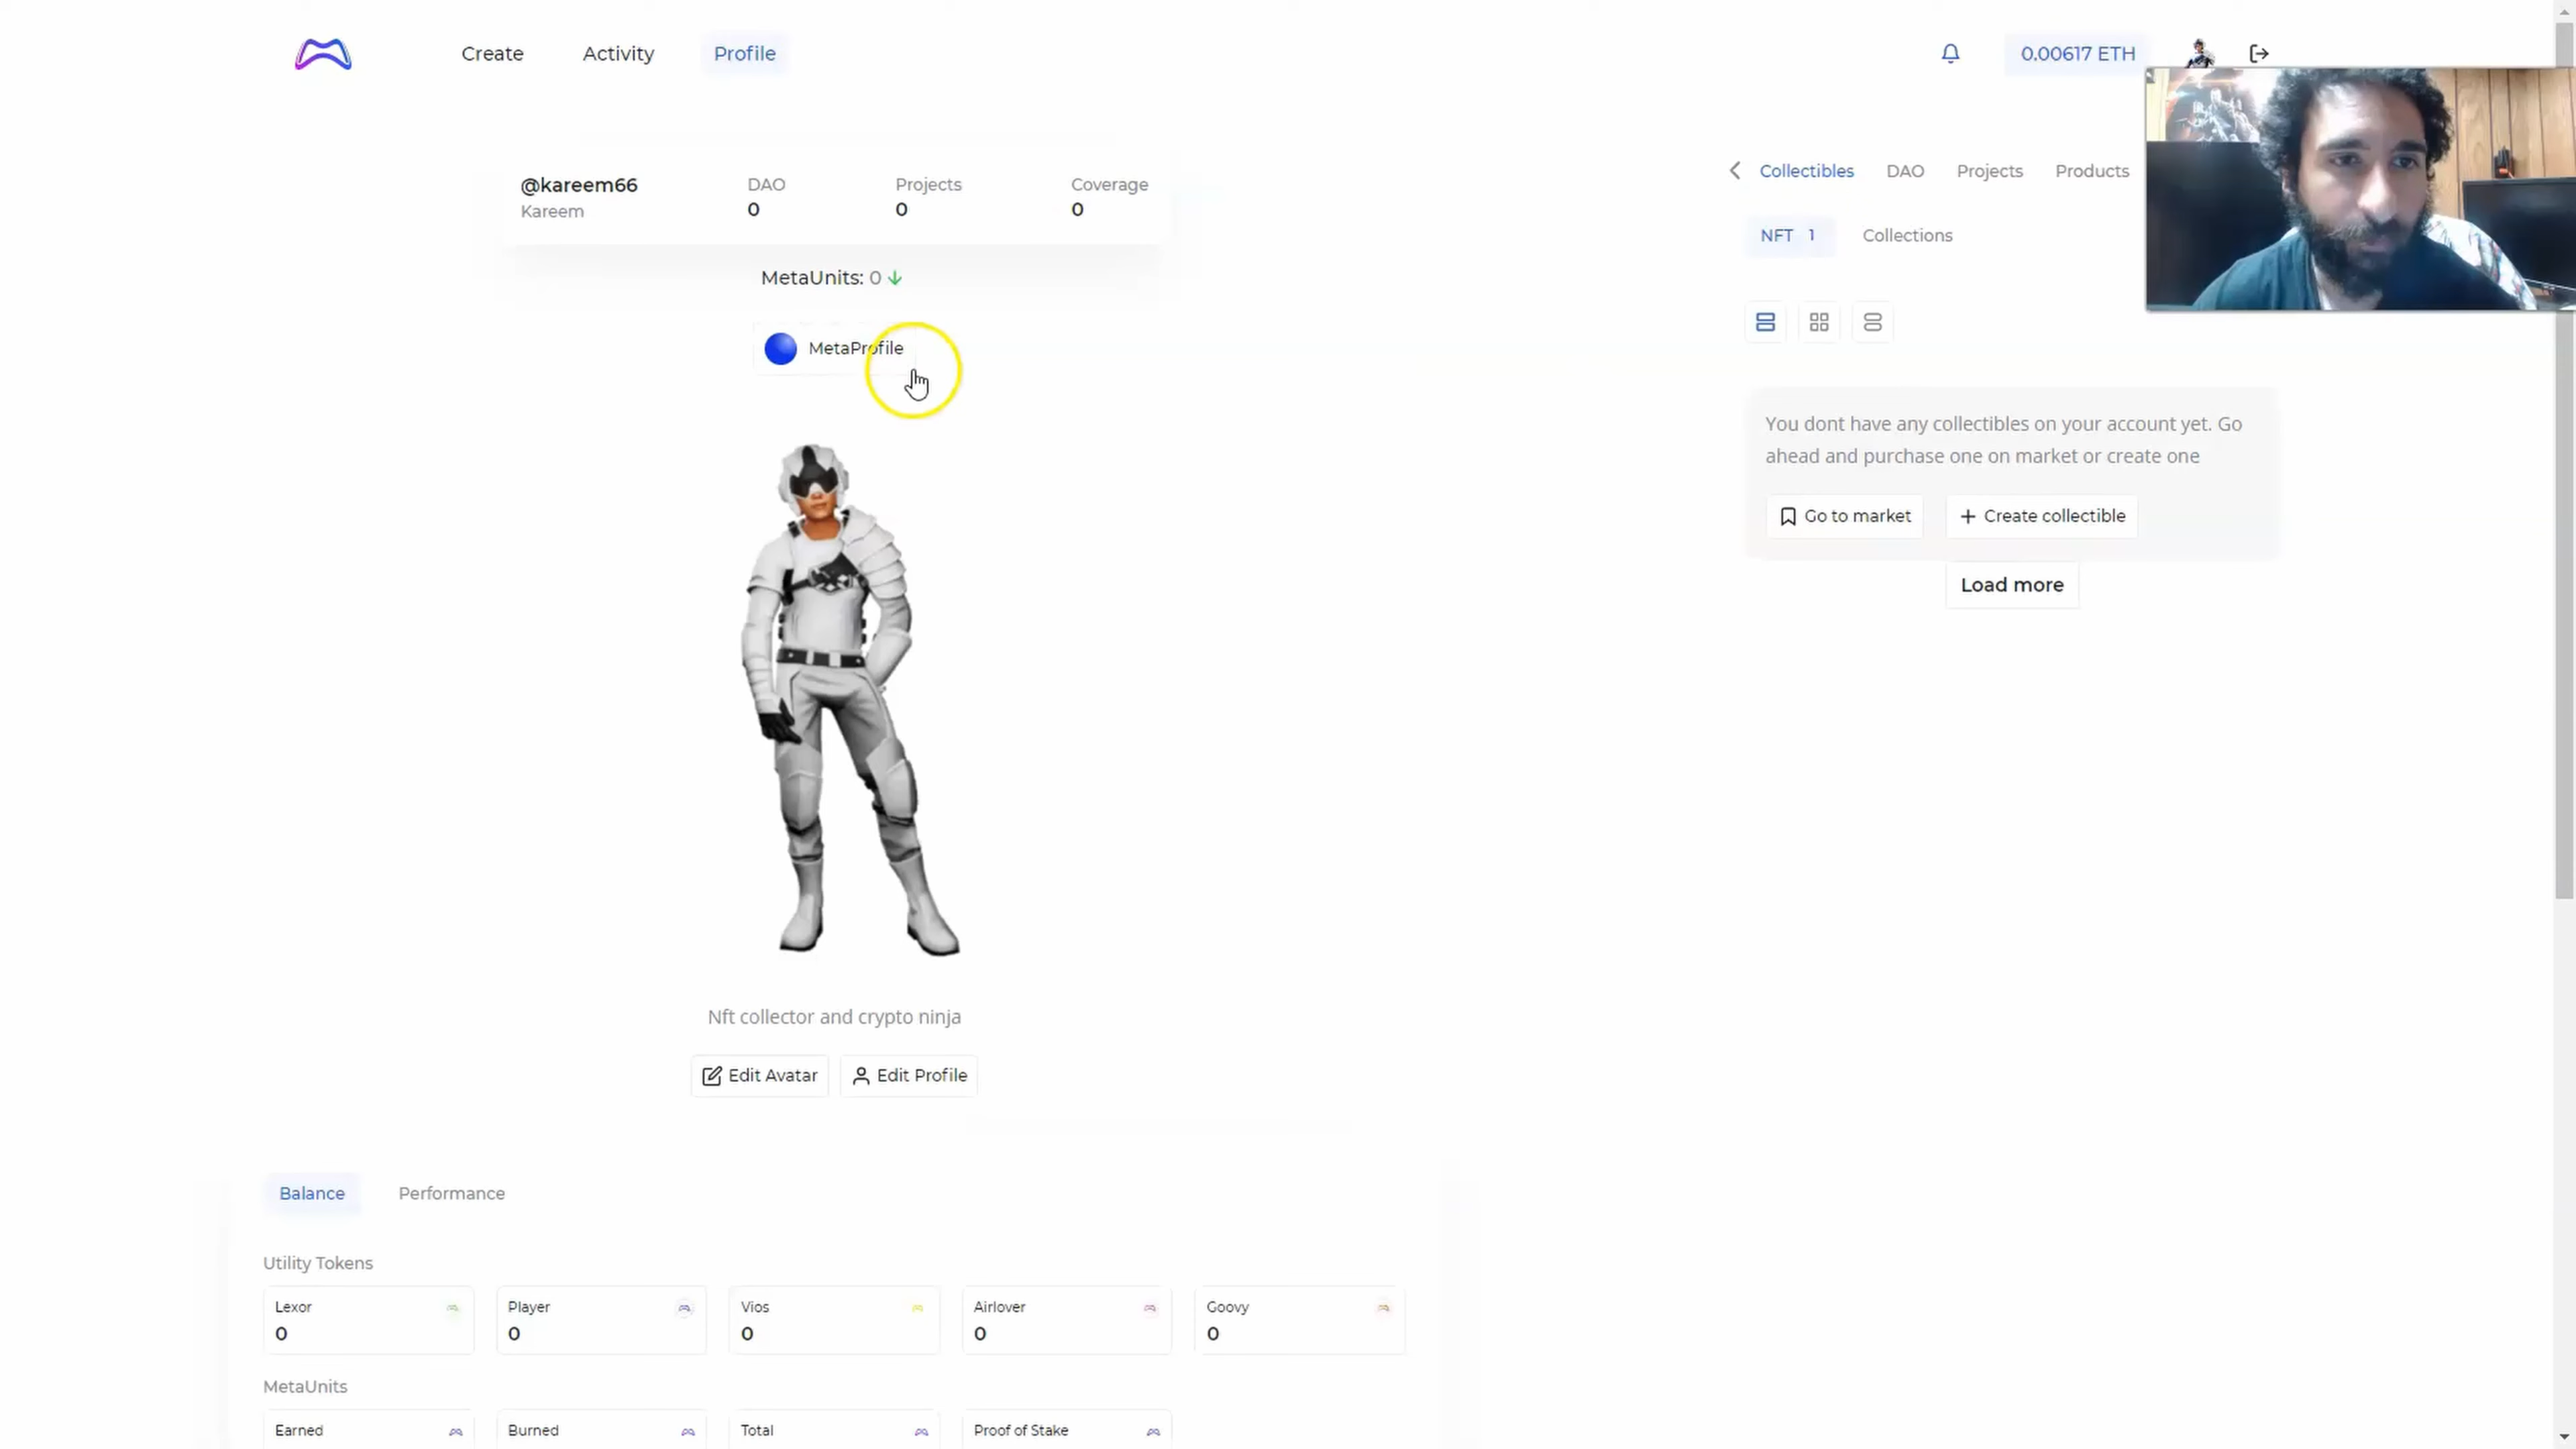 Create Activity Profile 0.00617 ETH
@kareem66
Kareem
DAO
0
Projects
0
Coverage
0
MetaUnits: 0
MetaProfile
Nft collector and crypto ninja
Edit Avatar Edit Profile
Collectibles DAO Projects Products
NFT 1 Collections
You dont have any collectibles on your account yet. Go
ahead and purchase one on market or create one
Go to market + Create collectible
Load more
Balance Performance
Utility Tokens
Lexor Player Vios Airlover Goovy
0 0 0 0 0
MetaUnits
Earned Burned Total Proof of Stake